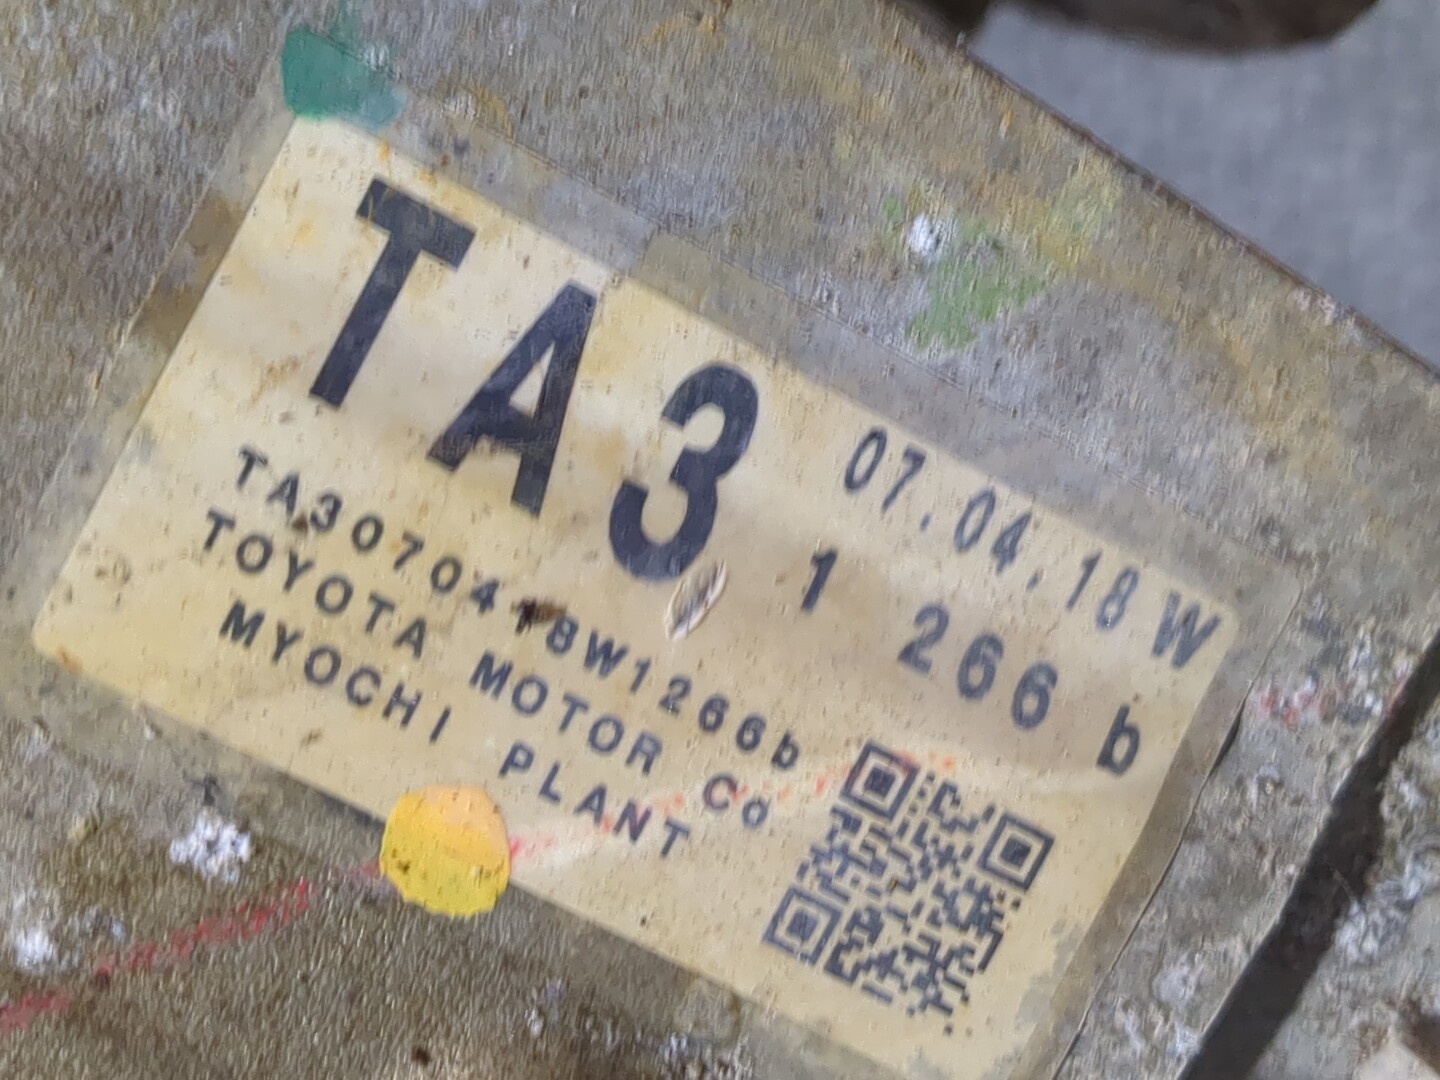 TA3
07.04.18W
1 266 b
TA3070418W1266b
TOYOTA MOTOR Co
MYOCHI PLANT